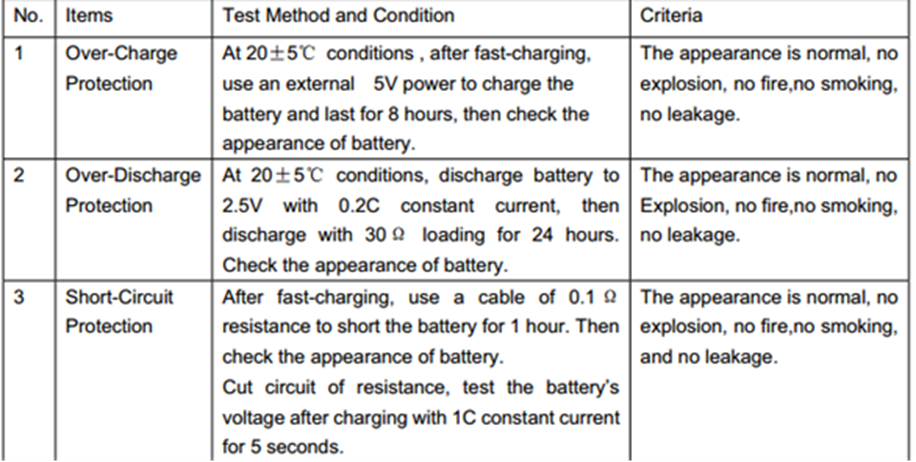 No. Items Test Method and Condition Criteria
1 Over-Charge At 20±5℃ conditions , after fast-charging, The appearance is normal, no
Protection use an external 5V power to charge the explosion, no fire,no smoking,
battery and last for 8 hours, then check the no leakage.
appearance of battery.
2 Over-Discharge At 20±5℃ conditions, discharge battery to The appearance is normal, no
Protection 2.5V with 0.2C constant current, then Explosion, no fire,no smoking,
discharge with 30 Ω loading for 24 hours. no leakage.
Check the appearance of battery.
3 Short-Circuit After fast-charging, use a cable of 0.1 Ω The appearance is normal, no
Protection resistance to short the battery for 1 hour. Then explosion, no fire,no smoking,
check the appearance of battery. and no leakage.
Cut circuit of resistance, test the battery's
voltage after charging with 1C constant current
for 5 seconds.